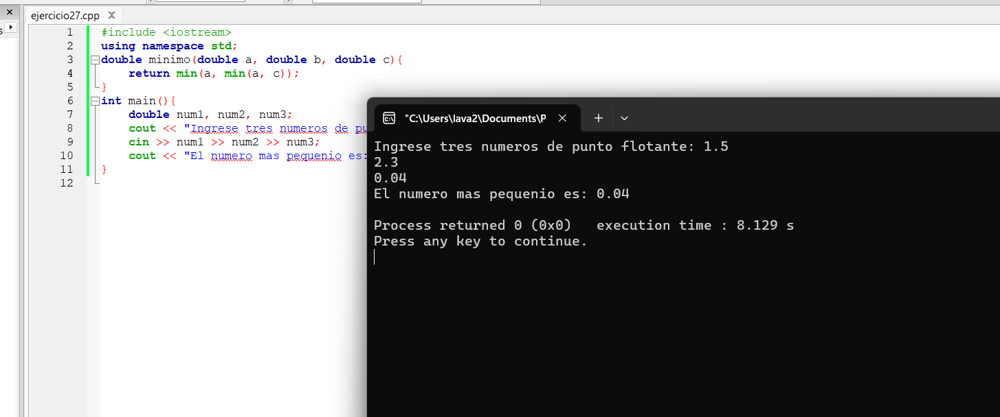 ejercicio27.cpp
1 #include <iostream>
2 using namespace std;
3 double minimo(double a, double b, double c){
4 return min(a, min(a, c));
5 }
6 int main(){
7 double num1, num2, num3;
8 cout << "Ingrese tres numeros de pu
9 cin >> num1 >> num2 >> num3;
10 cout << "El numero mas pequenio es:
11 }
12
"C:\Users\lava2\Documents\P
Ingrese tres numeros de punto flotante: 1.5
2.3
0.04
El numero mas pequenio es: 0.04
Process returned 0 (0x0) execution time : 8.129 s
Press any key to continue.